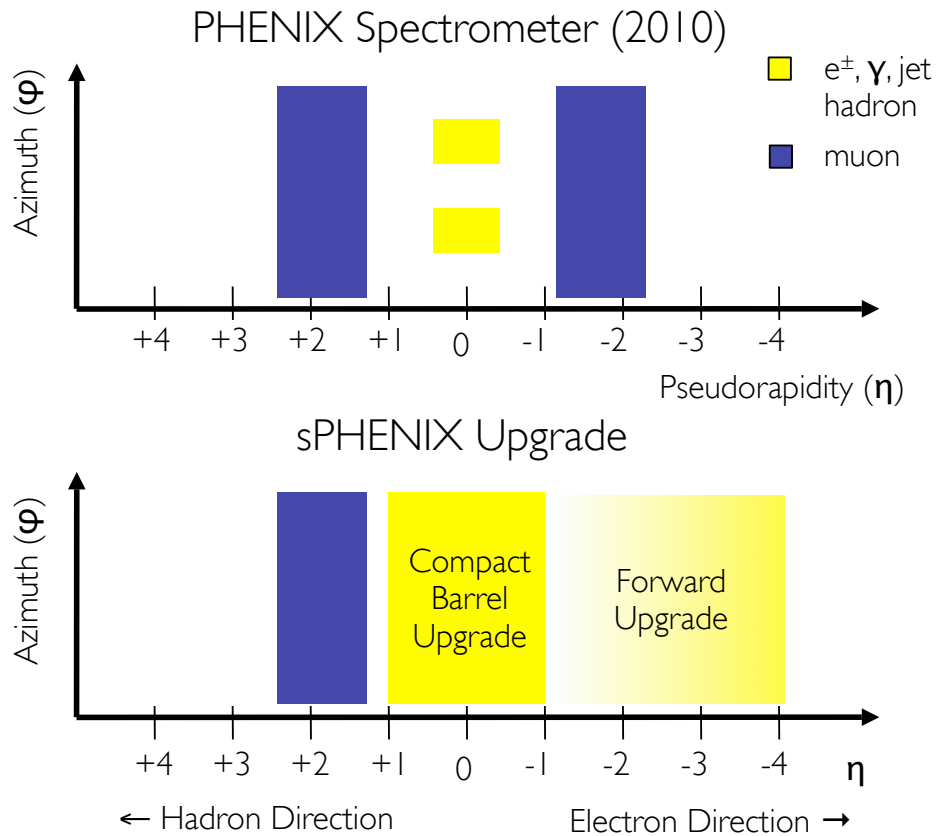 PHENIX Spectrometer (2010)
e±, γ, jet
hadron
muon
Azimuth (φ)
+4 +3 +2 +1 0 -1 -2 -3 -4
Pseudorapidity (η)
sPHENIX Upgrade
Azimuth (φ)
Compact
Barrel
Upgrade
Forward
Upgrade
+4 +3 +2 +1 0 -1 -2 -3 -4 η
← Hadron Direction Electron Direction →